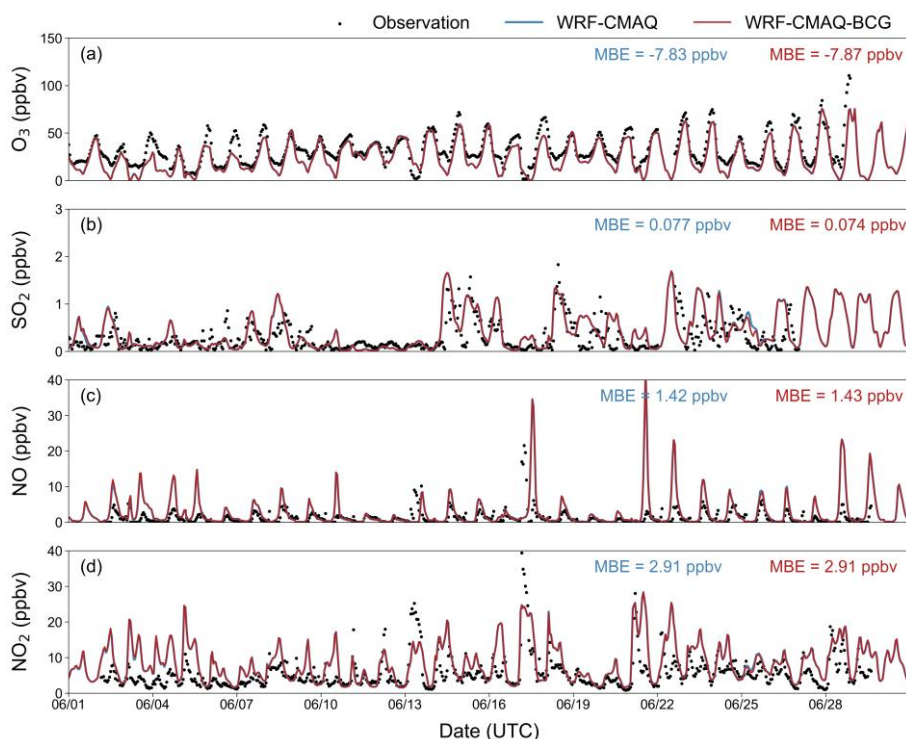 Observation WRF-CMAQ WRF-CMAQ-BCG
(a) MBE = -7.83 ppbv MBE = -7.87 ppbv
O3 (ppbv)
150
100
50
0
(b) MBE = 0.077 ppbv MBE = 0.074 ppbv
SO2 (ppbv)
3
2
1
0
(c) MBE = 1.42 ppbv MBE = 1.43 ppbv
NO (ppbv)
40
30
20
10
0
(d) MBE = 2.91 ppbv MBE = 2.91 ppbv
NO2 (ppbv)
40
30
20
10
0
06/01 06/04 06/07 06/10 06/13 06/16 06/19 06/22 06/25 06/28
Date (UTC)